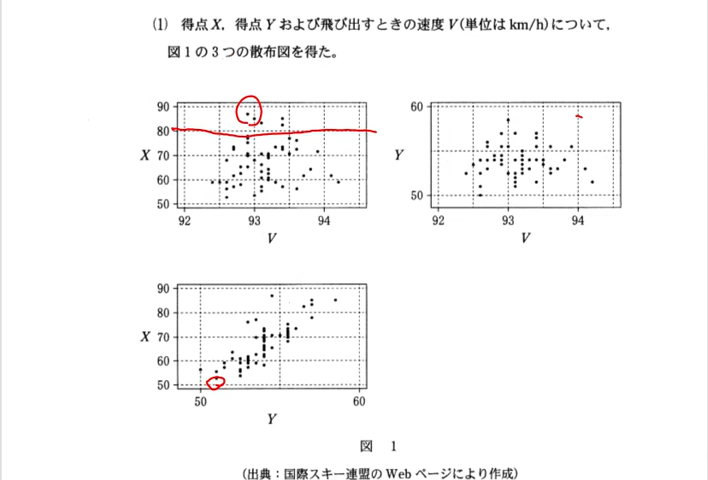 (1) 得点X，得点Yおよび飛び出すときの速度V(単位はkm/h)について，
図1の3つの散布図を得た。
90
80
X 70
60
50
92 93 94
V
60
Y
50
92 93 94
V
90
80
X 70
60
50
50 60
Y
図 1
(出典：国際スキー連盟のWebページにより作成)